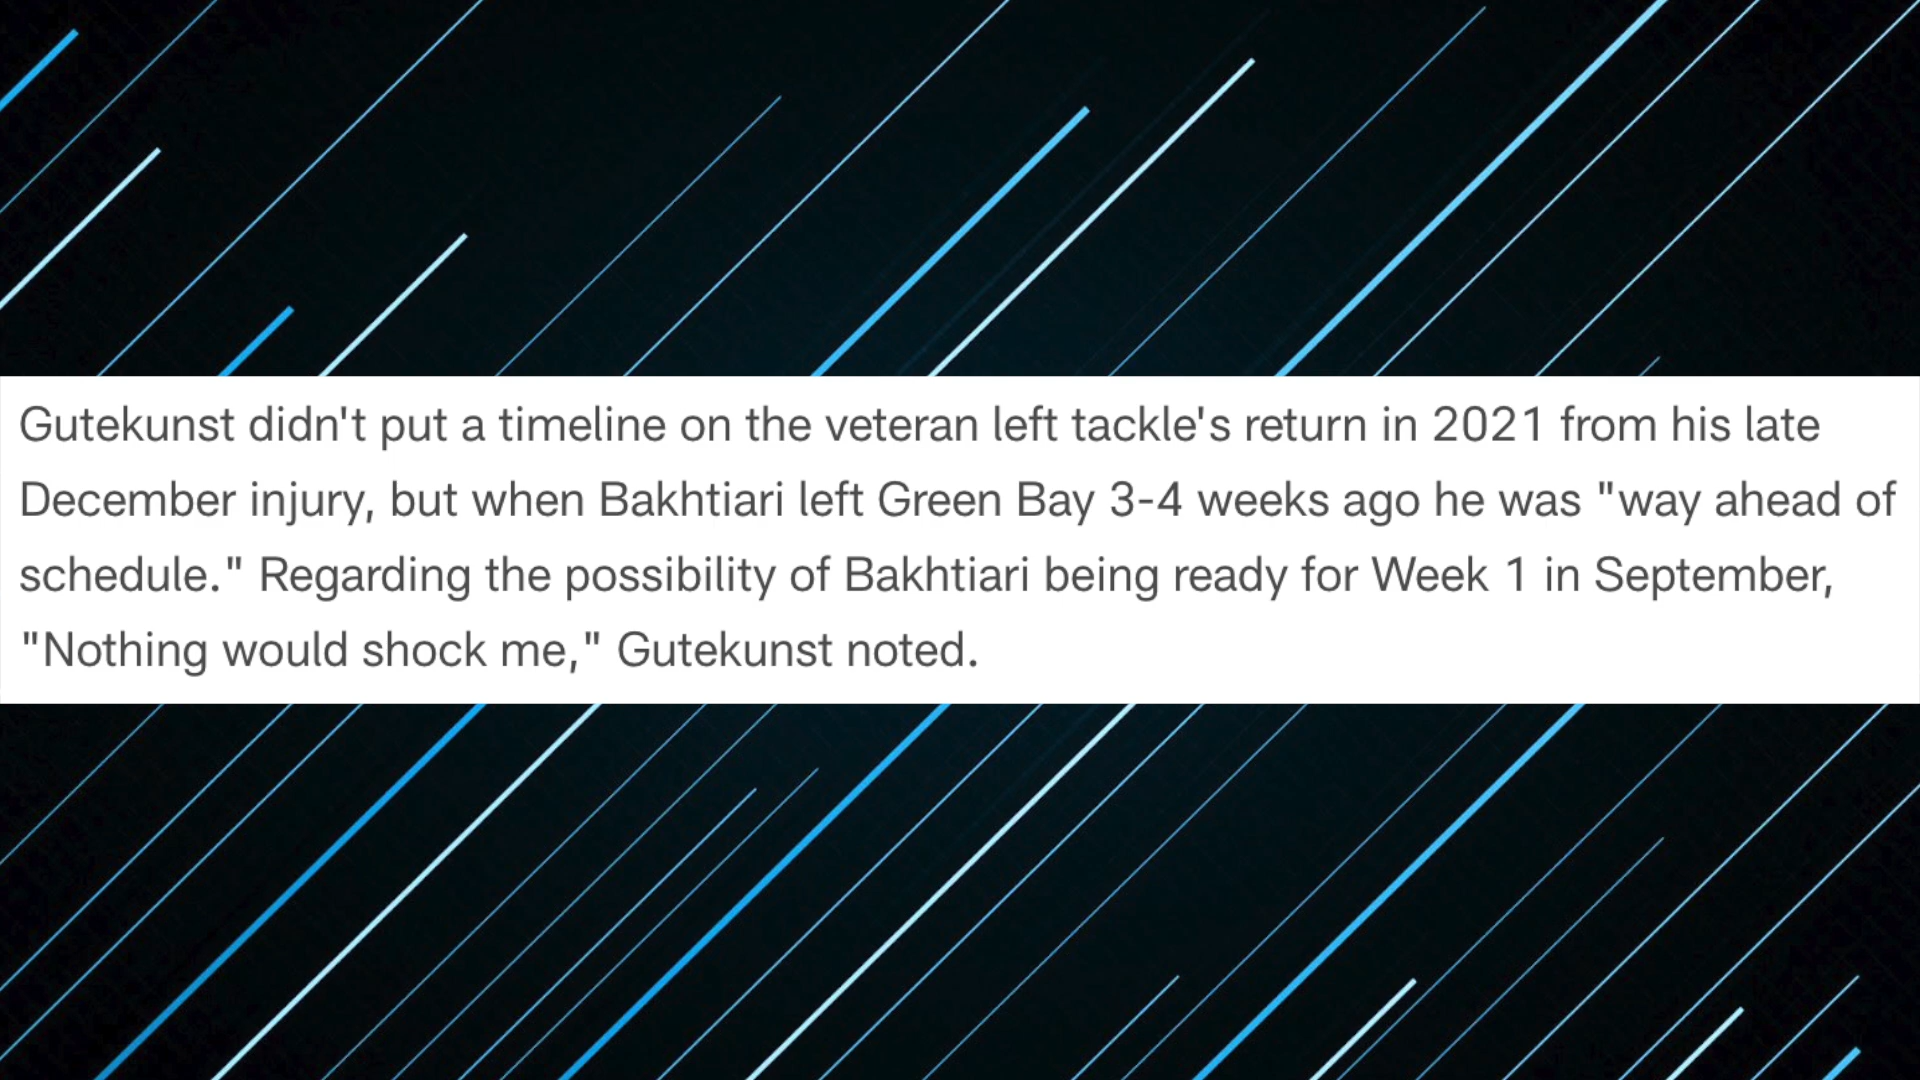 Gutekunst didn't put a timeline on the veteran left tackle's return in 2021 from his late
December injury, but when Bakhtiari left Green Bay 3-4 weeks ago he was "way ahead of
schedule." Regarding the possibility of Bakhtiari being ready for Week 1 in September,
"Nothing would shock me," Gutekunst noted.